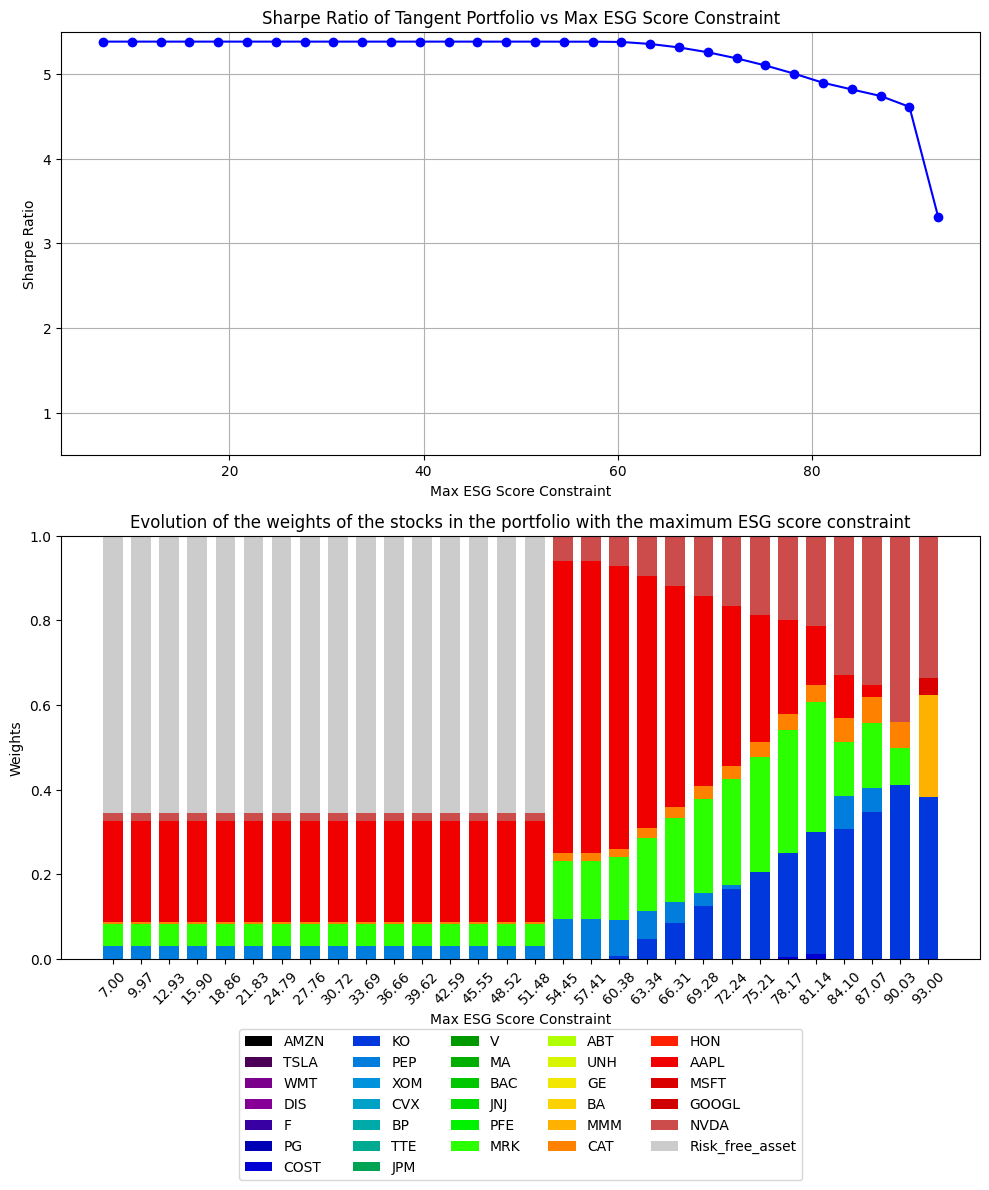 Sharpe Ratio of Tangent Portfolio vs Max ESG Score Constraint
5
4
3
2
1
Sharpe Ratio
20 40 60 80
Max ESG Score Constraint
Evolution of the weights of the stocks in the portfolio with the maximum ESG score constraint
1.0
0.8
0.6
0.4
0.2
0.0
Weights
7.00 9.97 12.93 15.90 18.86 21.83 24.79 27.76 30.72 33.69 36.66 39.62 42.59 45.55 48.52 51.48 54.45 57.41 60.38 63.34 66.31 69.28 72.24 75.21 78.17 81.14 84.10 87.07 90.03 93.00
Max ESG Score Constraint
AMZN KO V ABT HON
TSLA PEP MA UNH AAPL
WMT XOM BAC GE MSFT
DIS CVX JNJ BA GOOGL
F BP PFE MMM NVDA
PG TTE MRK CAT Risk_free_asset
COST JPM